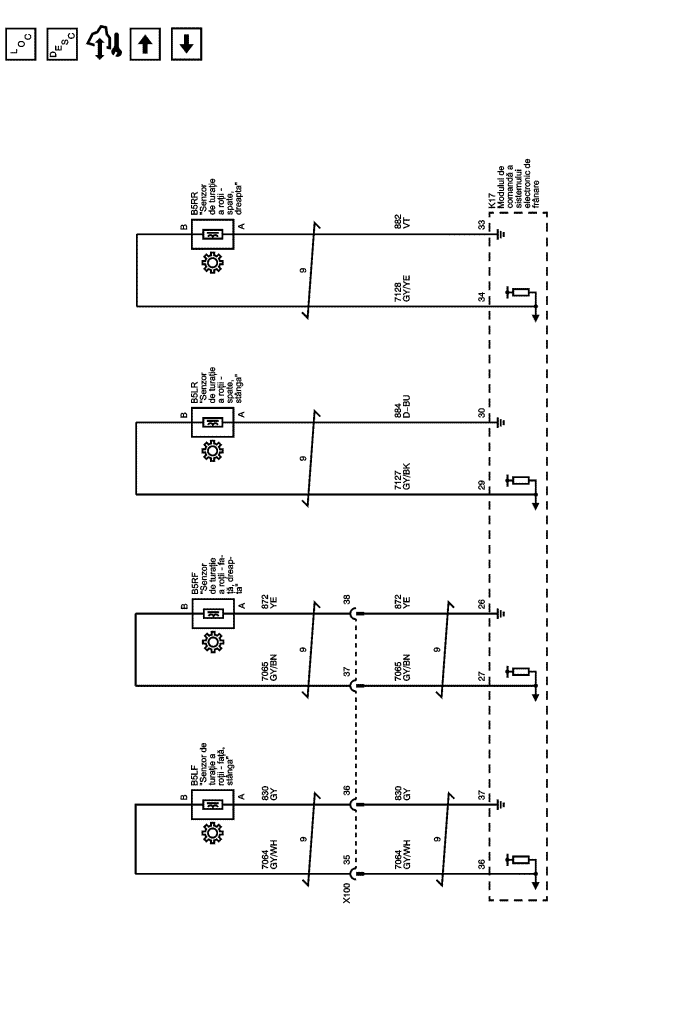 LOC
DESC
B5RR
"Senzor
de turaţie
a roţii -
spate,
dreapta"
B
A
9
882
VT
7128
GY/YE
33
34
K17
Modulul de
comandă a
sistemului
electronic de
frânare
B5LR
"Senzor
de turaţie
a roţii -
spate,
stânga"
B
A
9
884
D-BU
7127
GY/BK
30
29
B5RF
"Senzor
de turaţie
a roţii - fa-
ţă, dreap-
ta"
B
A
872
YE
7065
GY/BN
9
38
37
872
YE
7065
GY/BN
9
26
27
B5LF
"Senzor de
turaţie a
roţii - faţă,
stânga"
B
A
830
GY
7064
GY/WH
9
36
35
X100
830
GY
7064
GY/WH
9
37
36